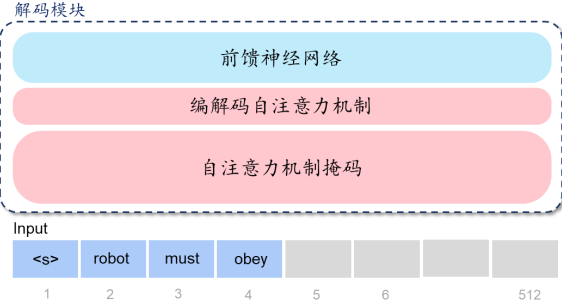 解码模块
前馈神经网络
编解码自注意力机制
自注意力机制掩码
Input
<s> robot must obey
1 2 3 4 5 6 512